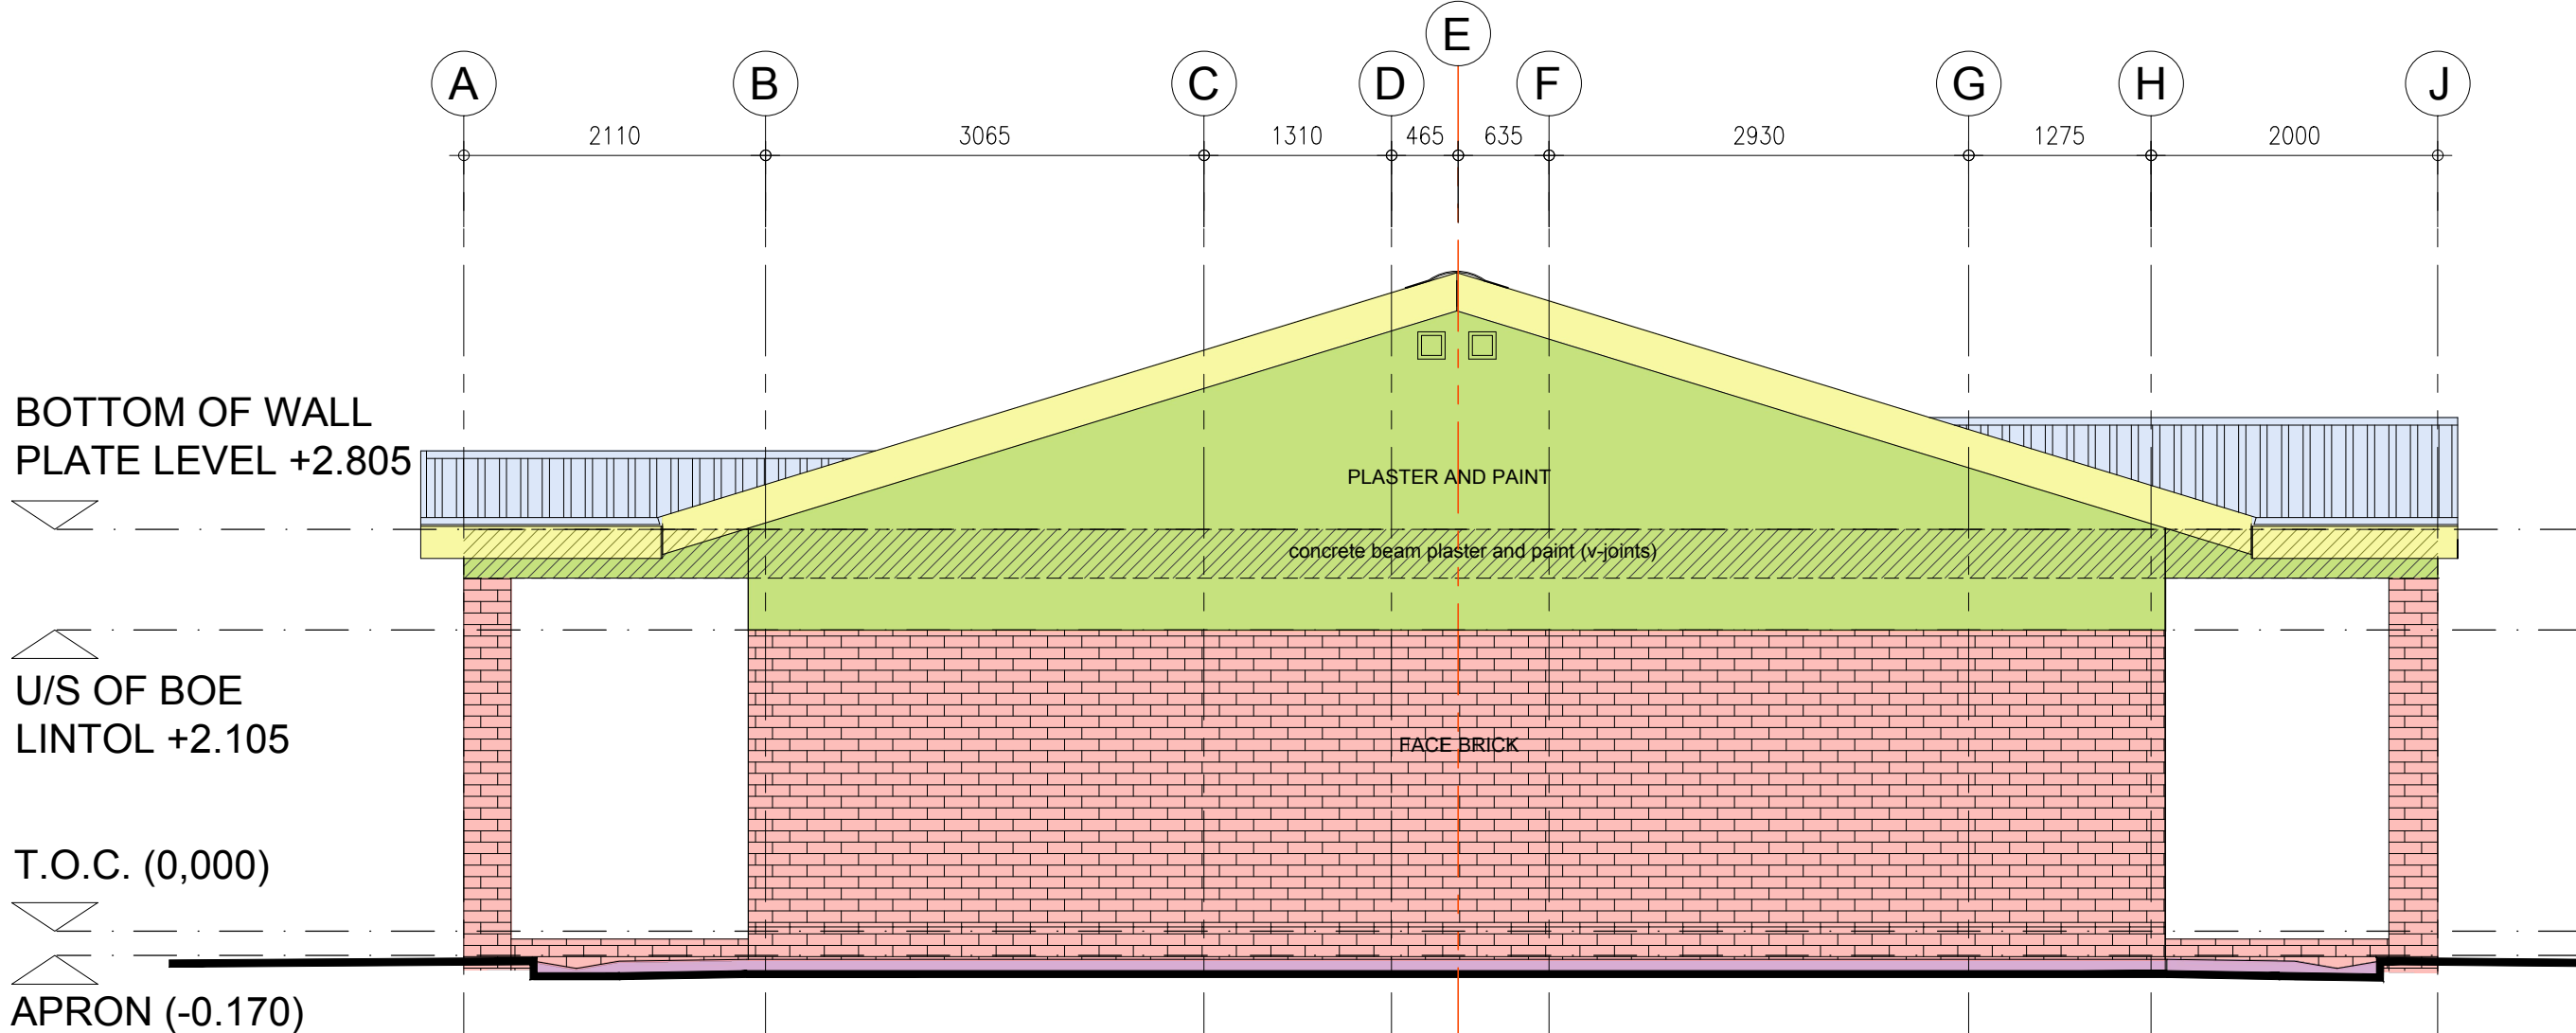 E
A B C D F G H J
2110 3065 1310 465 635 2930 1275 2000
BOTTOM OF WALL
PLATE LEVEL +2.805
PLASTER AND PAINT
concrete beam plaster and paint (v-joints)
U/S OF BOE
LINTOL +2.105
FACE BRICK
T.O.C. (0,000)
APRON (-0.170)